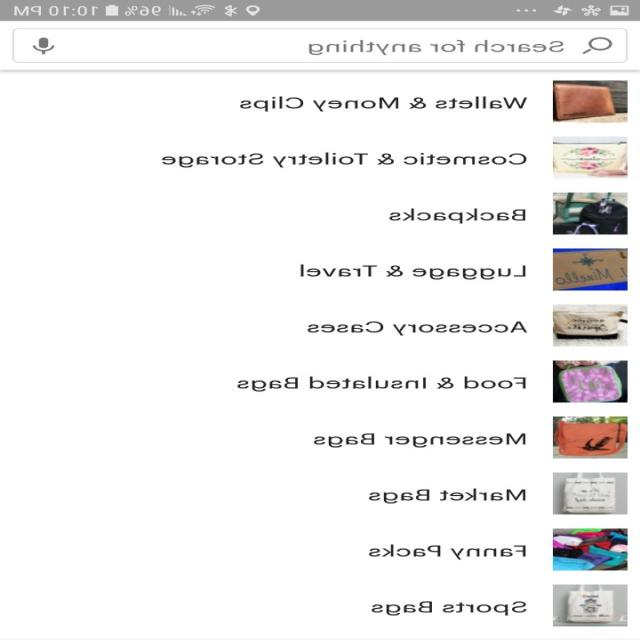 96% 10:10 PM
Search for anything
Wallets & Money Clips
Cosmetic & Toiletry Storage
Backpacks
Luggage & Travel
J. Minello
Accessory Cases
Food & Insulated Bags
Messenger Bags
Market Bags
Fanny Packs
Sports Bags